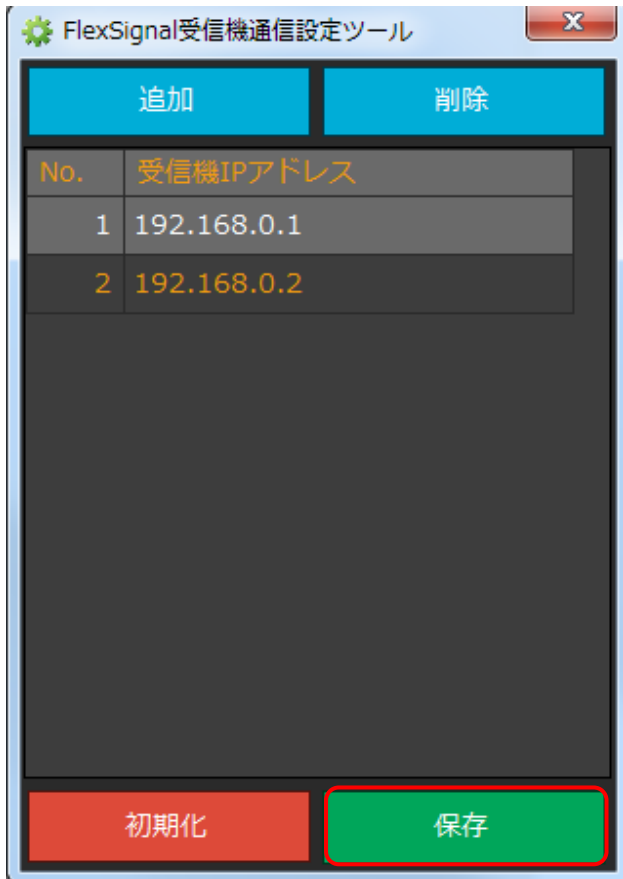 FlexSignal受信機通信設定ツール
追加 削除
No. 受信機IPアドレス
1 192.168.0.1
2 192.168.0.2
初期化 保存